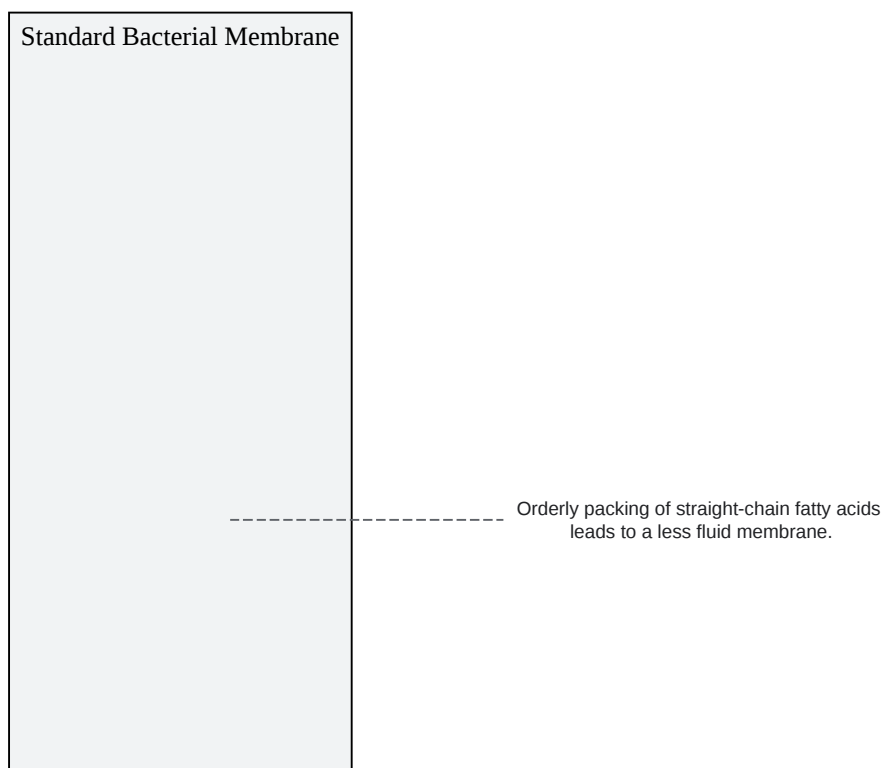 Standard Bacterial Membrane
Orderly packing of straight-chain fatty acids
leads to a less fluid membrane.